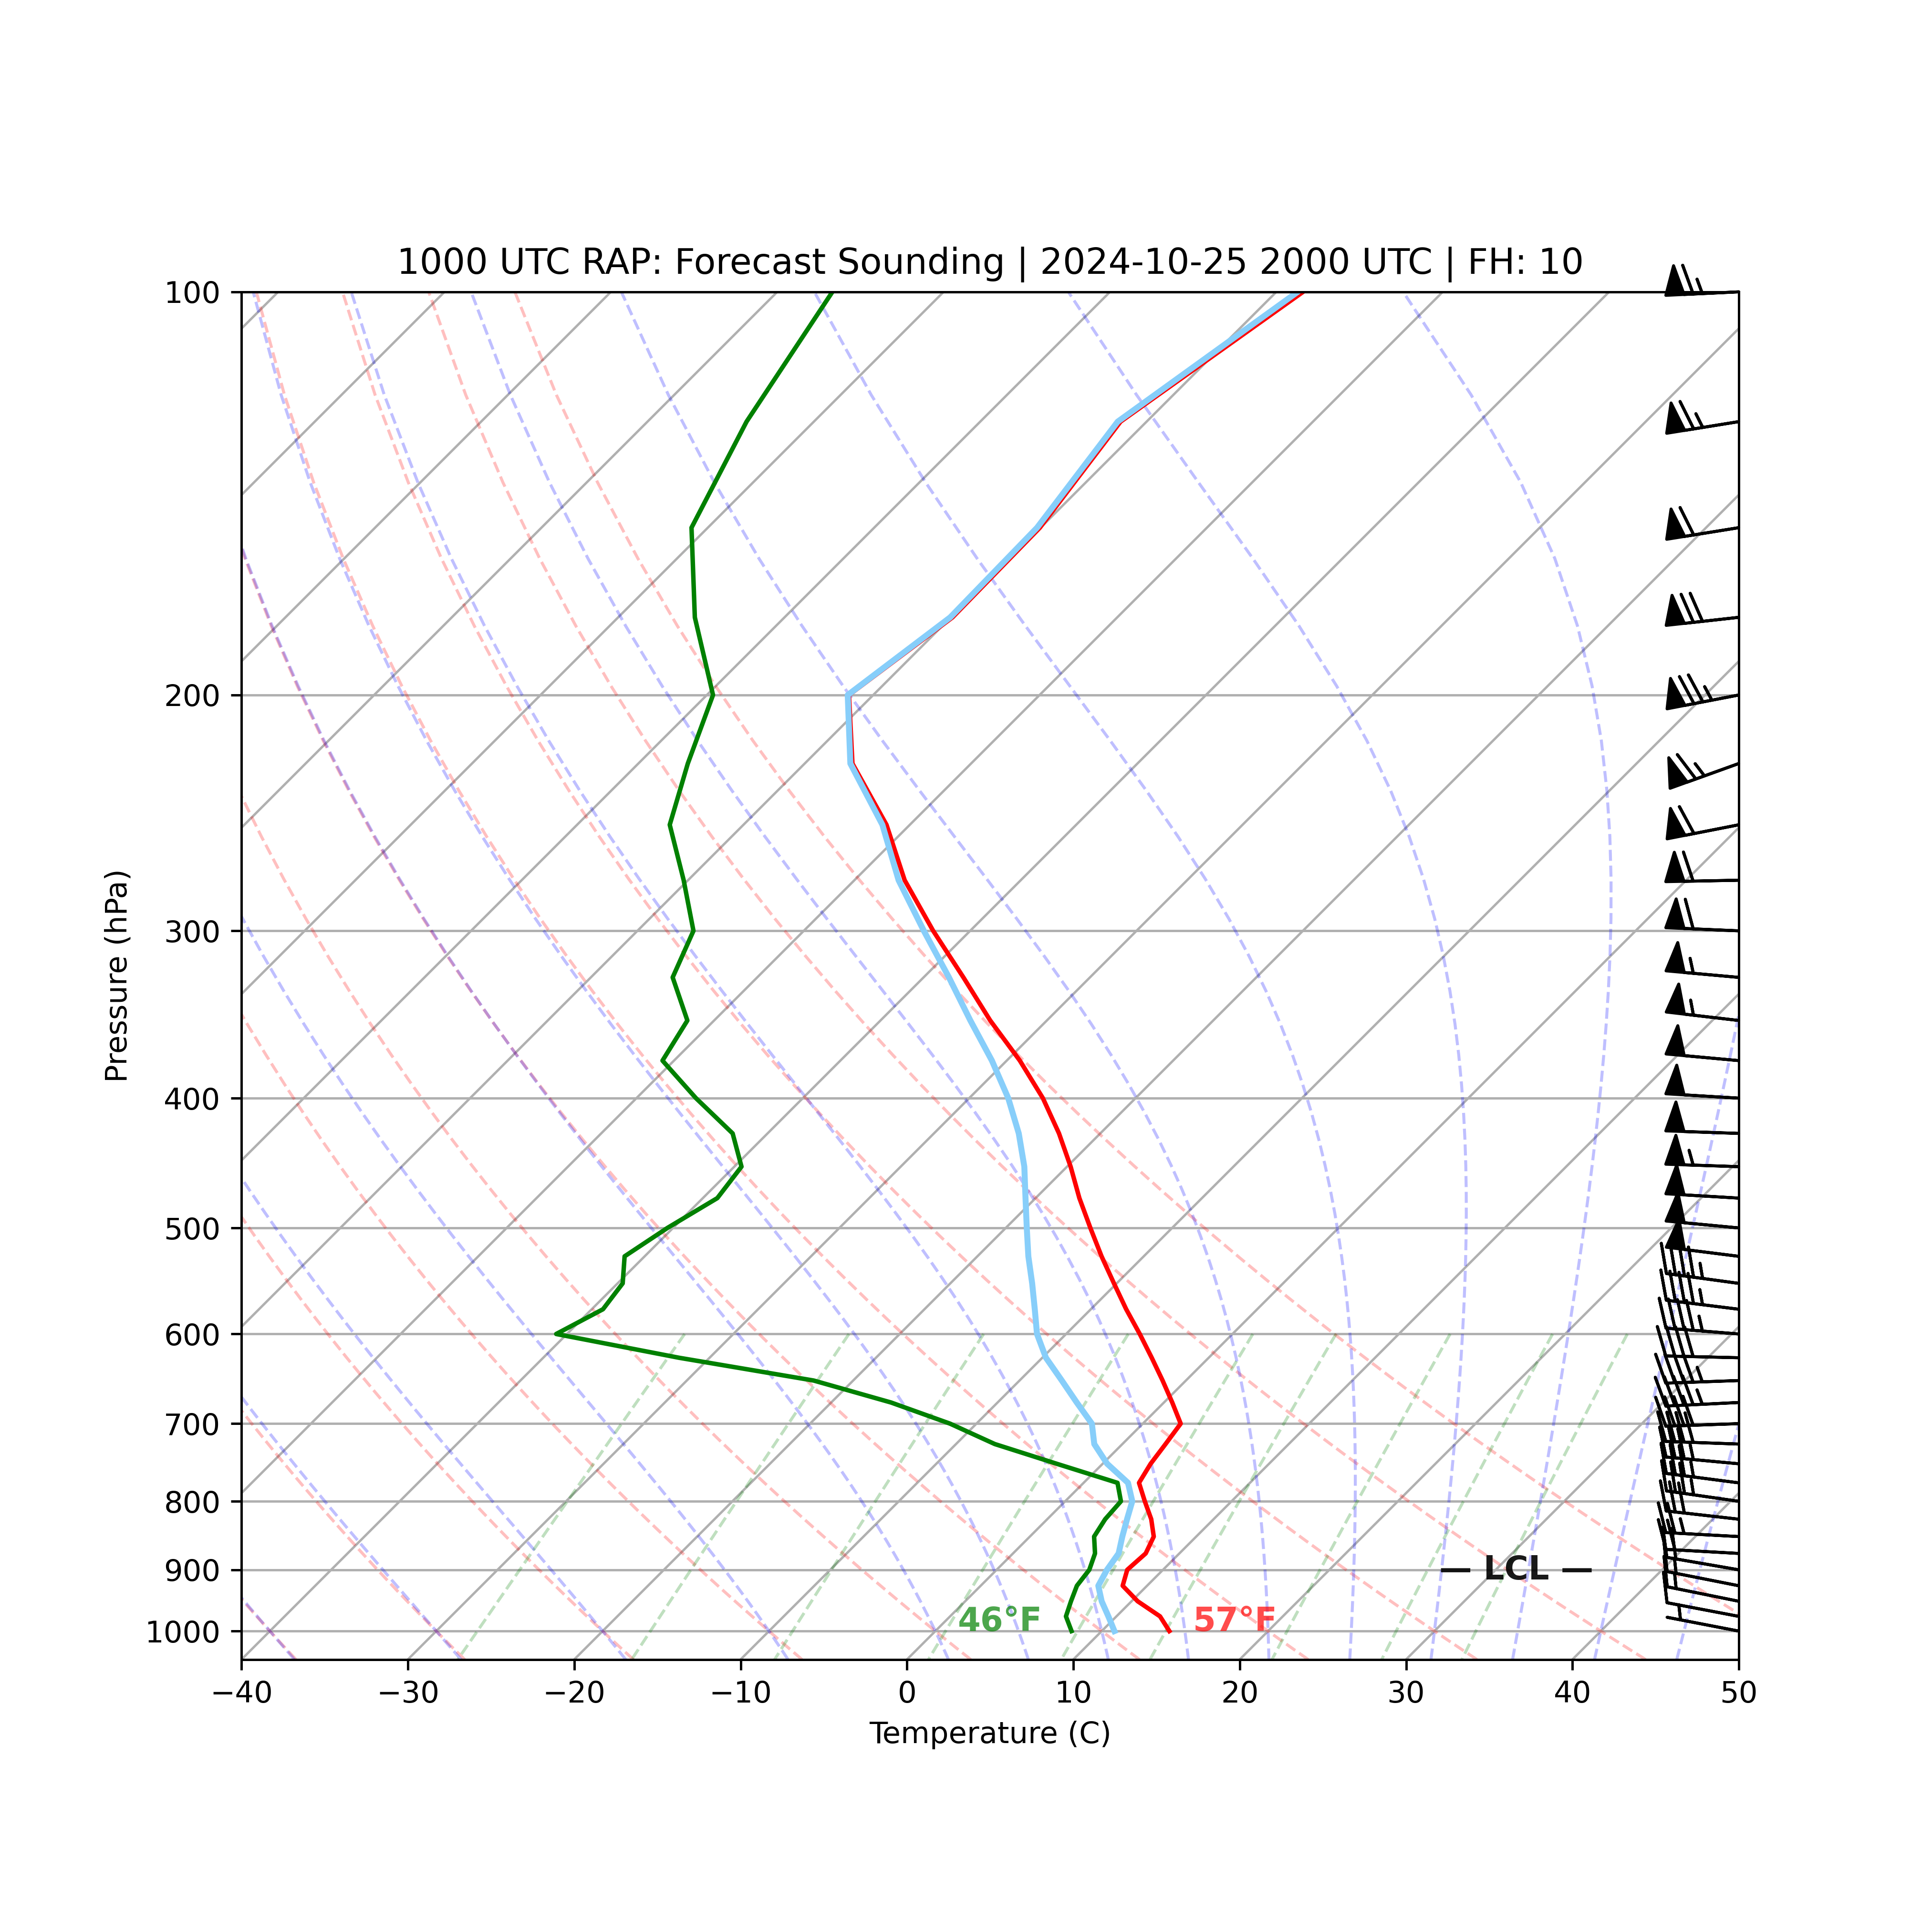 1000 UTC RAP: Forecast Sounding | 2024-10-25 2000 UTC | FH: 10
100
200
300
400
500
600
700
800
900
1000
Pressure (hPa)
— LCL —
46°F
57°F
−40 −30 −20 −10 0 10 20 30 40 50
Temperature (C)